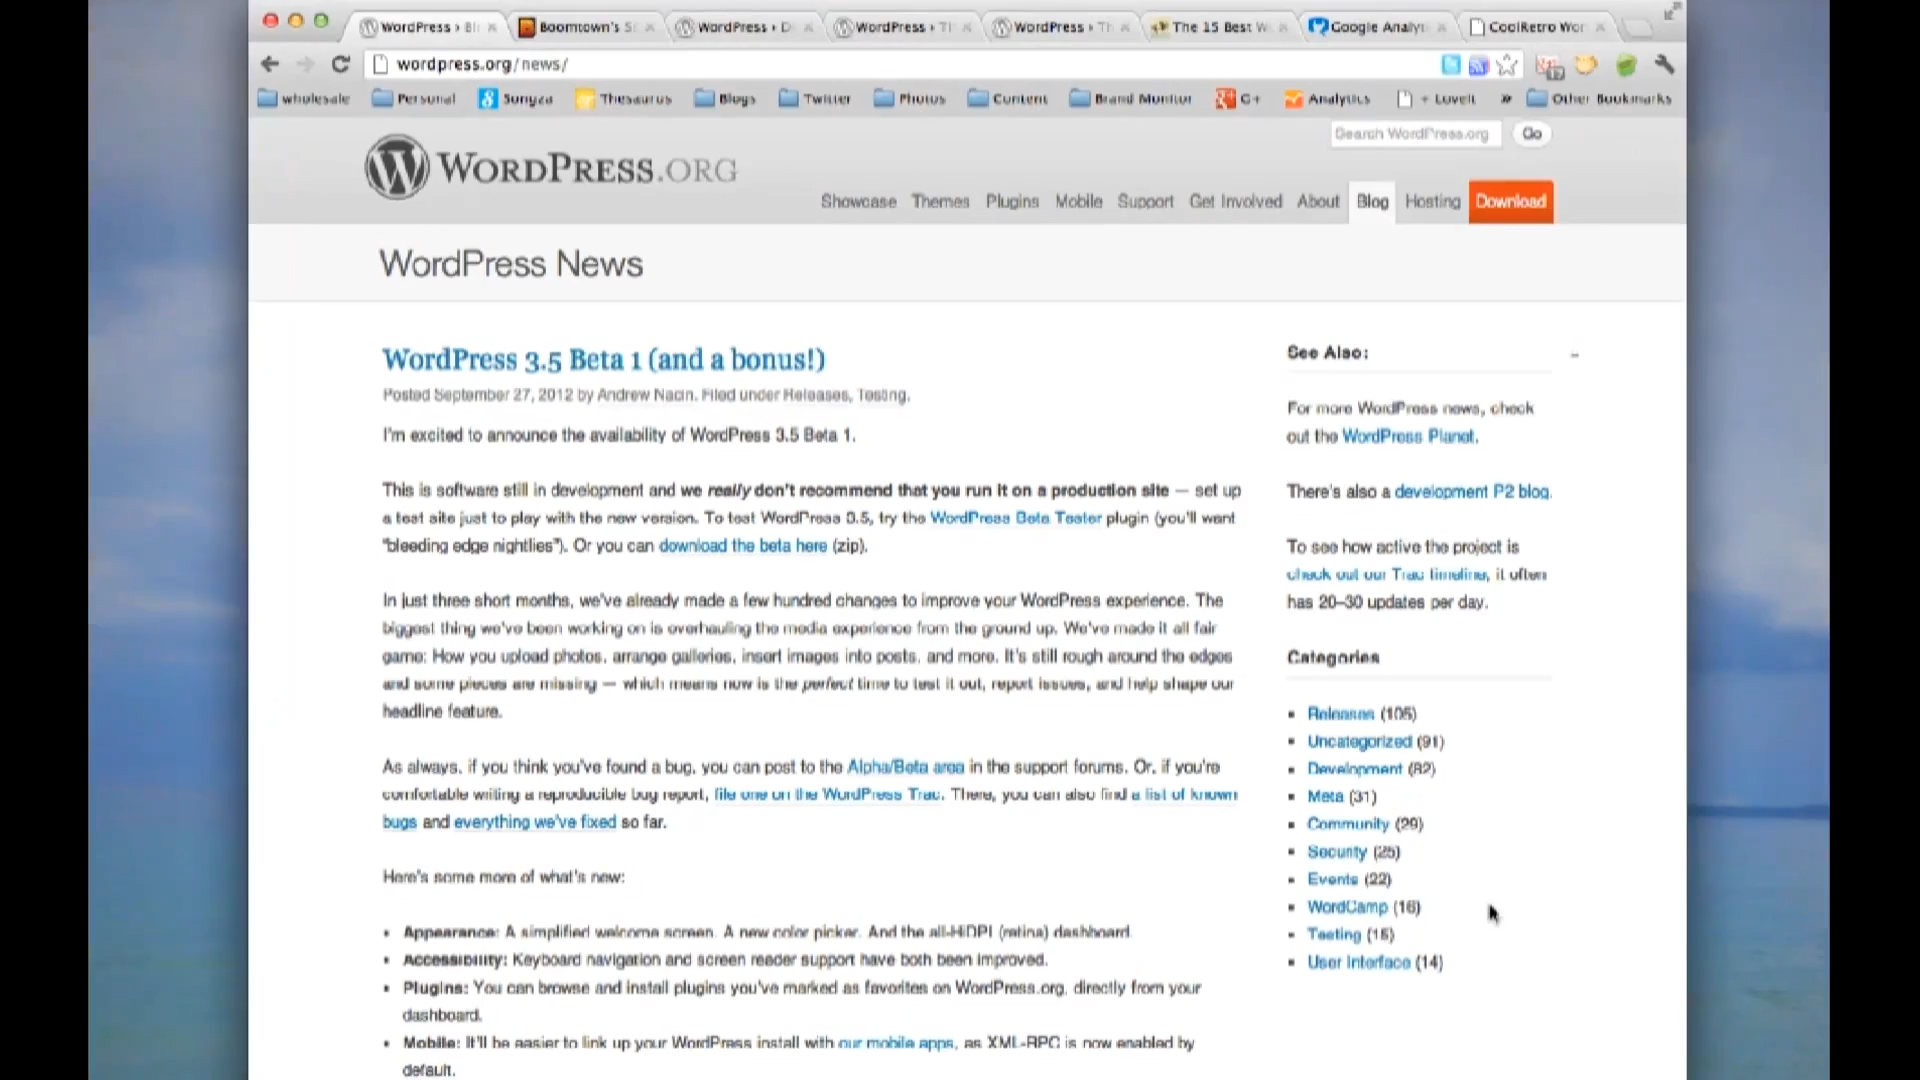 WordPress › Bl
Boomtown's S
WordPress › D
WordPress › Th
WordPress › Th
The 15 Best W
Google Analyt
CoolRetro Wor
wordpress.org/news/
wholesale
Personal
Thesaurus
Blogs
Twitter
Photos
Content
Brand Monitor
G+
Analytics
»
Other Bookmarks
Search WordPress.org
Go
WORDPRESS.ORG
Showcase Themes Plugins Mobile Support Get Involved About Blog Hosting Download
WordPress News
WordPress 3.5 Beta 1 (and a bonus!)
Posted September 27, 2012 by Andrew Nacin. Filed under Releases, Testing.
I'm excited to announce the availability of WordPress 3.5 Beta 1.
This is software still in development and we really don't recommend that you run it on a production site — set up
a test site just to play with the new version. To test WordPress 3.5, try the WordPress Beta Tester plugin (you'll want
"bleeding edge nightlies"). Or you can download the beta here (zip).
In just three short months, we've already made a few hundred changes to improve your WordPress experience. The
biggest thing we've been working on is overhauling the media experience from the ground up. We've made it all fair
game: How you upload photos, arrange galleries, insert images into posts, and more. It's still rough around the edges
and some pieces are missing — which means now is the perfect time to test it out, report issues, and help shape our
headline feature.
As always, if you think you've found a bug, you can post to the Alpha/Beta area in the support forums. Or, if you're
comfortable writing a reproducible bug report, file one on the WordPress Trac. There, you can also find a list of known
bugs and everything we've fixed so far.
Here's some more of what's new:
• Appearance: A simplified welcome screen. A new color picker. And the all-HiDPI (retina) dashboard.
• Accessibility: Keyboard navigation and screen reader support have both been improved.
• Plugins: You can browse and install plugins you've marked as favorites on WordPress.org, directly from your
dashboard.
• Mobile: It'll be easier to link up your WordPress install with our mobile apps, as XML-RPC is now enabled by
default.
See Also:
For more WordPress news, check
out the WordPress Planet.
There's also a development P2 blog.
To see how active the project is
check out our Trac timeline, it often
has 20–30 updates per day.
Categories
Releases (105)
Uncategorized (91)
Development (82)
Meta (31)
Community (29)
Security (25)
Events (22)
WordCamp (16)
Testing (15)
User Interface (14)